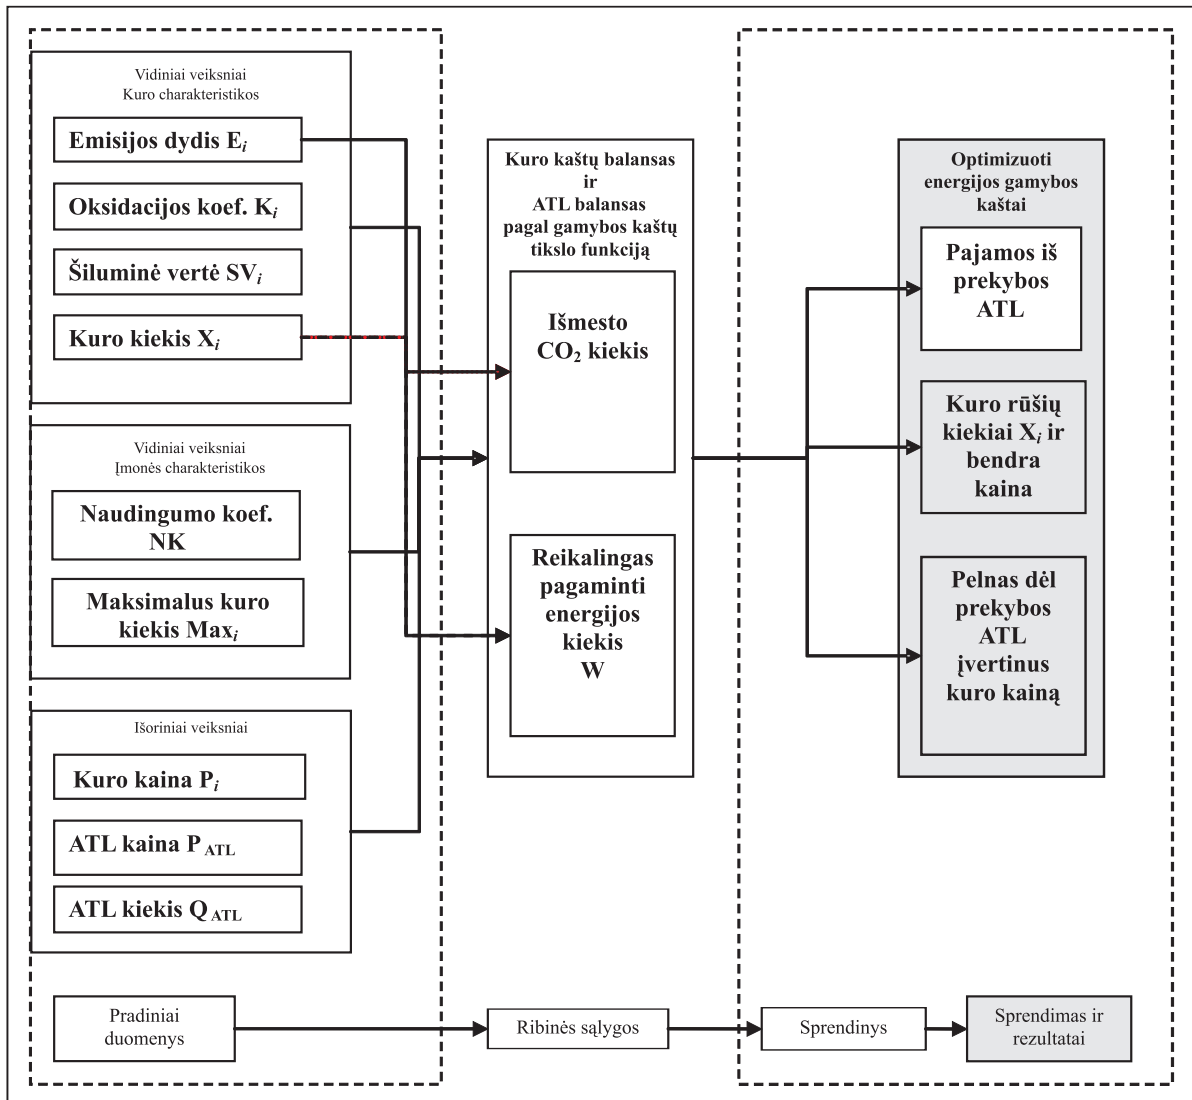 Vidiniai veiksniai
Kuro charakteristikos
Emisijos dydis E i
Oksidacijos koef. K i
Šiluminė vertė SV i
Kuro kiekis X i
Vidiniai veiksniai
Įmonės charakteristikos
Naudingumo koef.
NK
Maksimalus kuro
kiekis Max i
Išoriniai veiksniai
Kuro kaina P i
ATL kaina P ATL
ATL kiekis Q ATL
Kuro kaštų balansas
ir
ATL balansas
pagal gamybos kaštų
tikslo funkciją
Išmesto
CO2 kiekis
Reikalingas
pagaminti
energijos
kiekis
W
Optimizuoti
energijos gamybos
kaštai
Pajamos iš
prekybos
ATL
Kuro rūšių
kiekiai X i ir
bendra
kaina
Pelnas dėl
prekybos
ATL
įvertinus
kuro kainą
Pradiniai
duomenys
Ribinės sąlygos
Sprendinys
Sprendimas ir
rezultatai